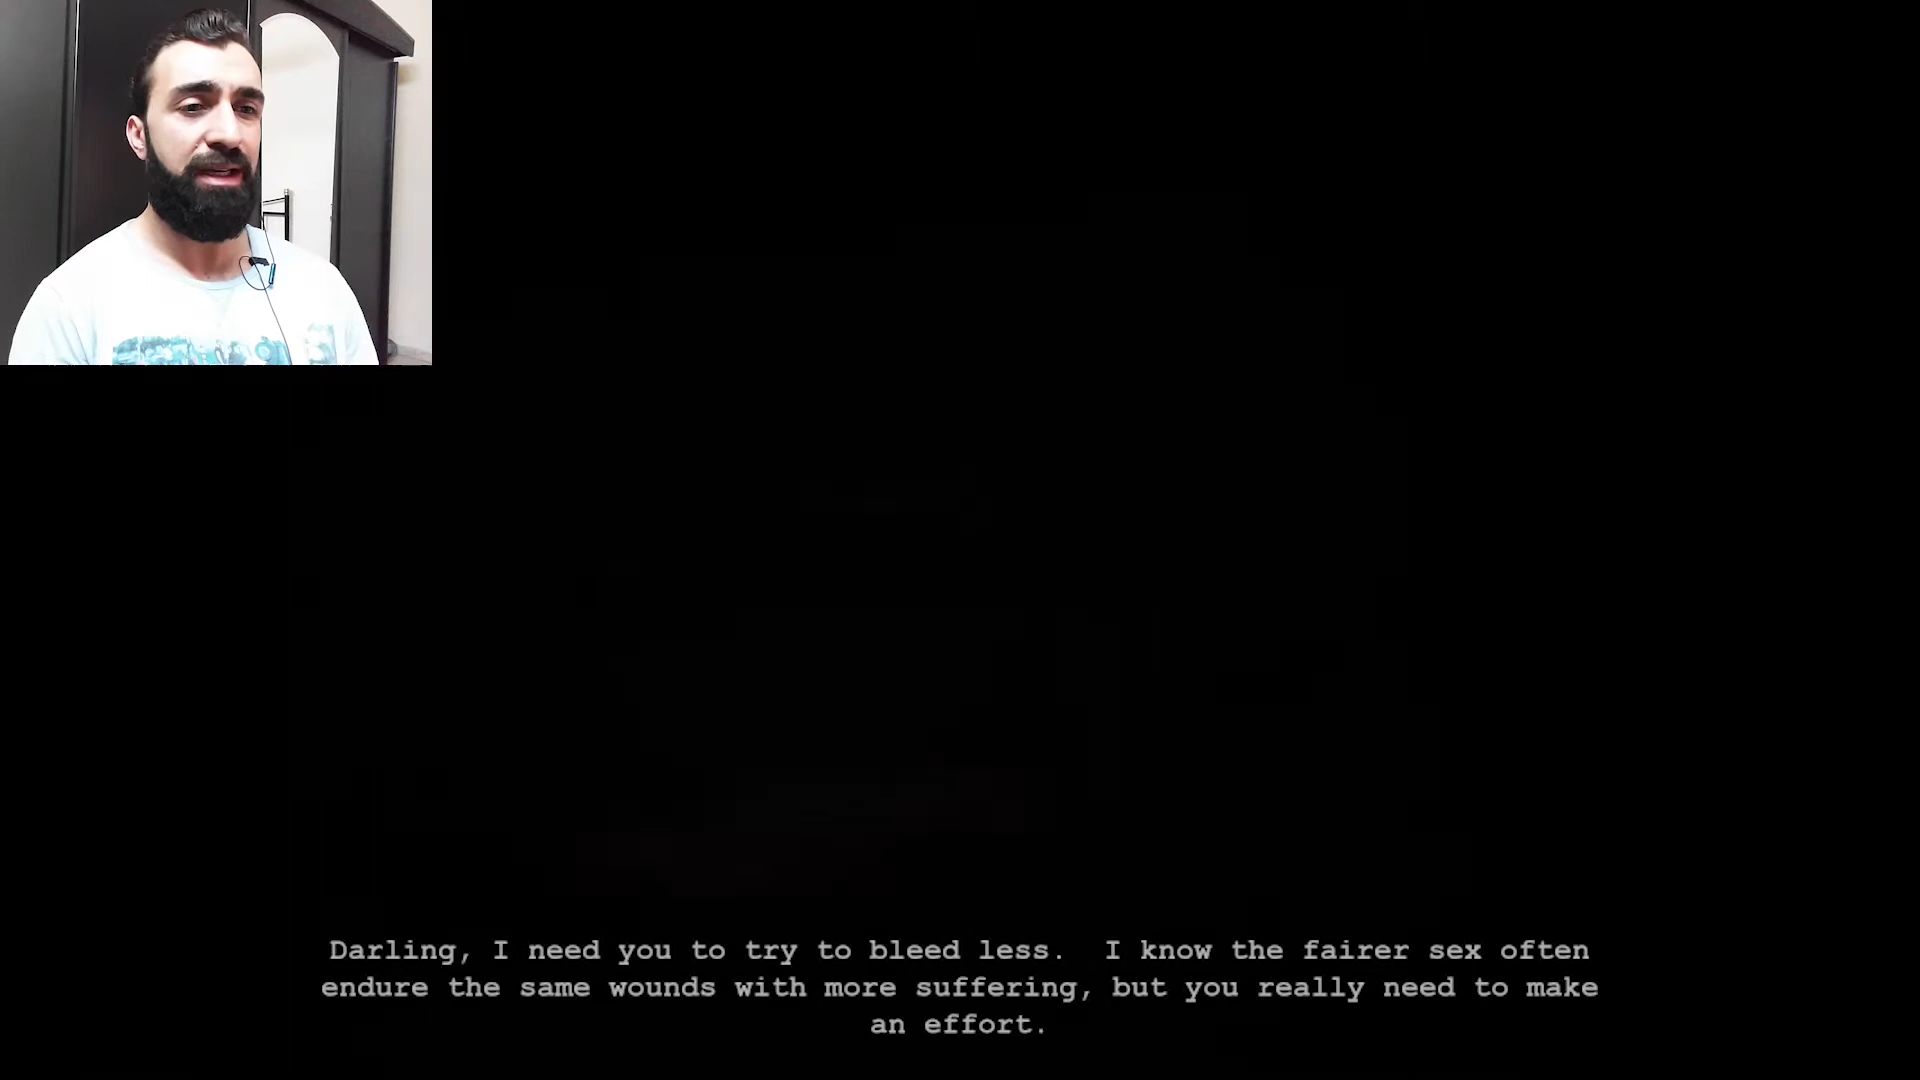 Darling, I need you to try to bleed less.  I know the fairer sex often
endure the same wounds with more suffering, but you really need to make
an effort.